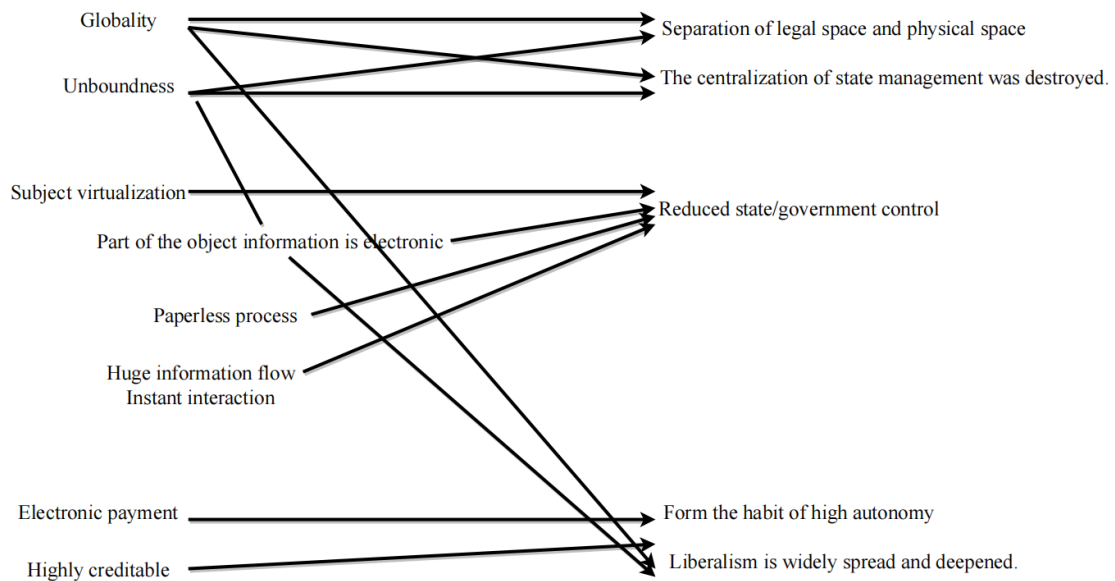 Globality
Separation of legal space and physical space
The centralization of state management was destroyed.
Unboundness
Subject virtualization
Reduced state/government control
Part of the object information is electronic
Paperless process
Huge information flow
Instant interaction
Electronic payment
Form the habit of high autonomy
Highly creditable
Liberalism is widely spread and deepened.